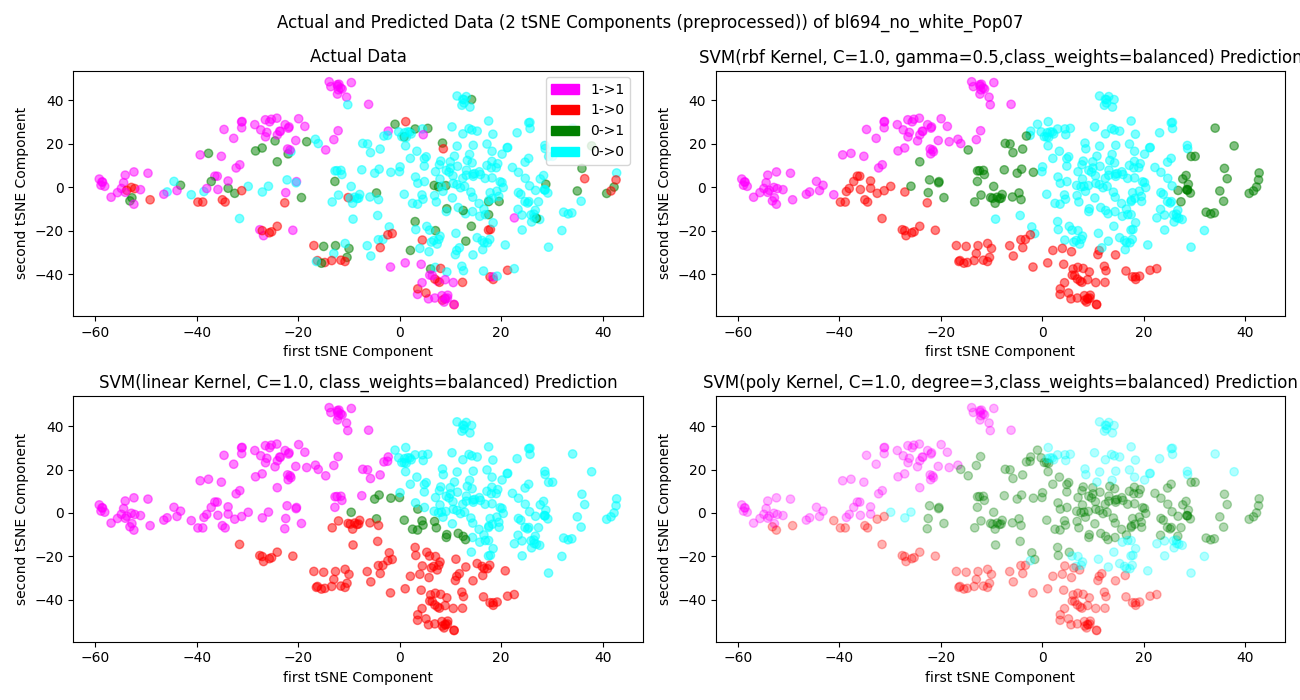 Actual and Predicted Data (2 tSNE Components (preprocessed)) of bl694_no_white_Pop07
Actual Data
1->1
1->0
0->1
0->0
40
20
0
−20
−40
second tSNE Component
−60 −40 −20 0 20 40
first tSNE Component
SVM(rbf Kernel, C=1.0, gamma=0.5,class_weights=balanced) Prediction
40
20
0
−20
−40
second tSNE Component
−60 −40 −20 0 20 40
first tSNE Component
SVM(linear Kernel, C=1.0, class_weights=balanced) Prediction
40
20
0
−20
−40
second tSNE Component
−60 −40 −20 0 20 40
first tSNE Component
SVM(poly Kernel, C=1.0, degree=3,class_weights=balanced) Prediction
40
20
0
−20
−40
second tSNE Component
−60 −40 −20 0 20 40
first tSNE Component